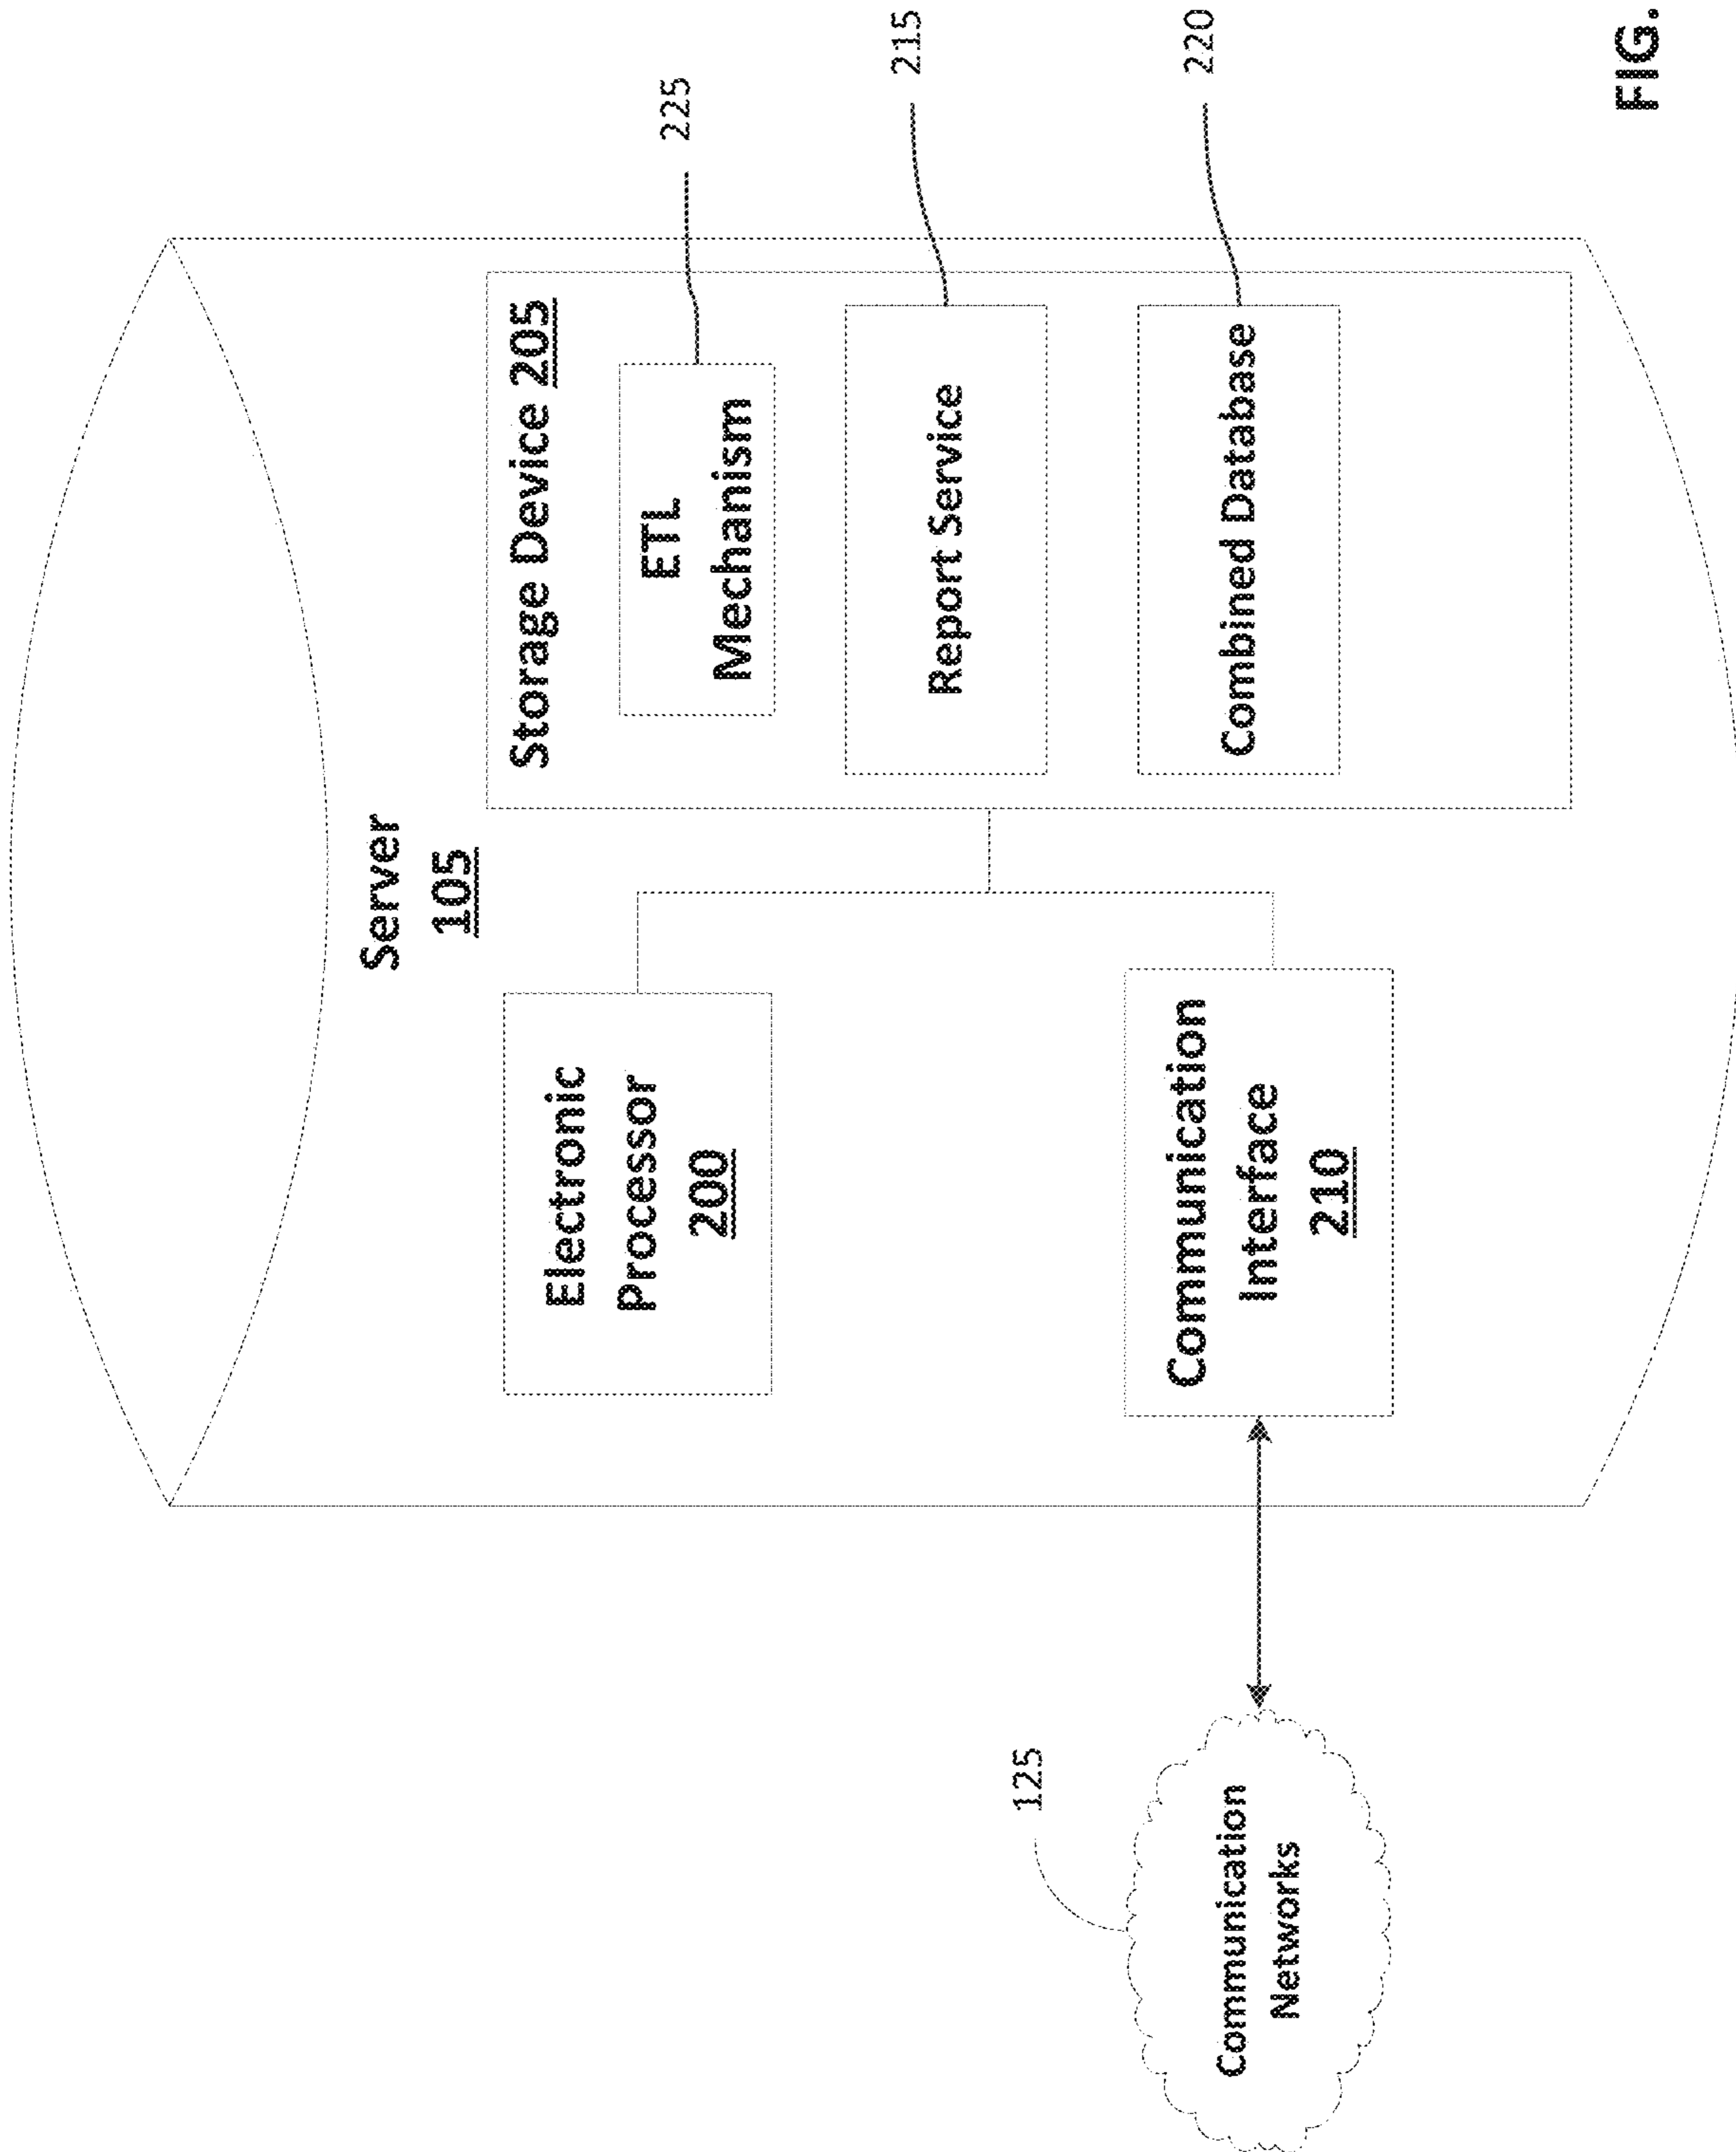 Server
105
Electronic
Processor
200
Storage Device 205
ETL
Mechanism
225
Report Service
215
125
Communication
Networks
Communication
Interface
210
Combined Database
220
FIG.